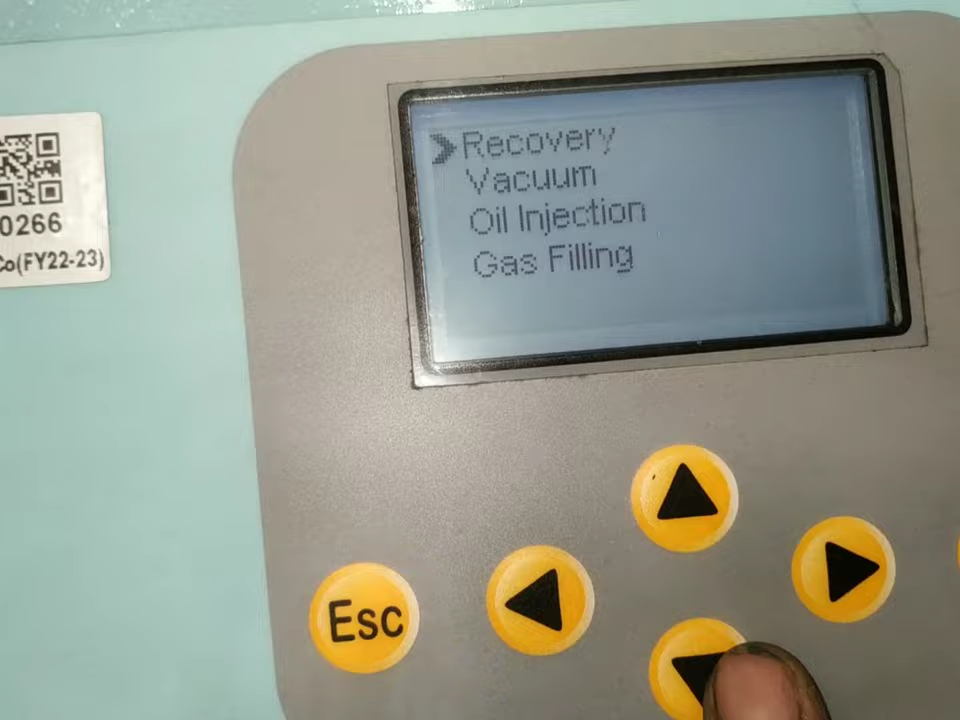 Recovery
Vacuum
Oil Injection
Gas Filling
0266
Co(FY22-23)
Esc